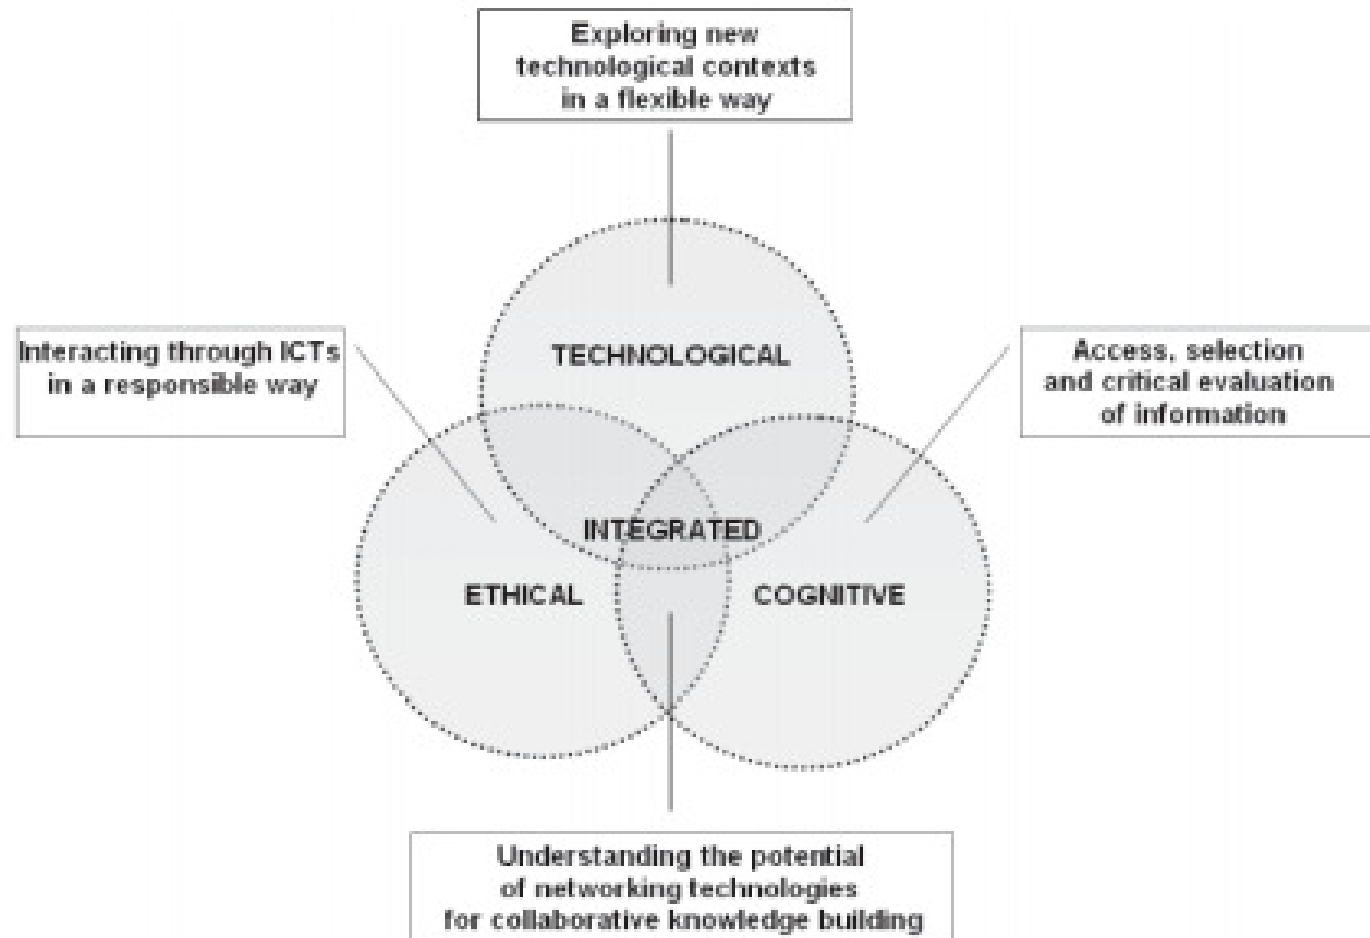 Exploring new
technological contexts
in a flexible way
Interacting through ICTs
in a responsible way
TECHNOLOGICAL
Access, selection
and critical evaluation
of information
INTEGRATED
ETHICAL
COGNITIVE
Understanding the potential
of networking technologies
for collaborative knowledge building